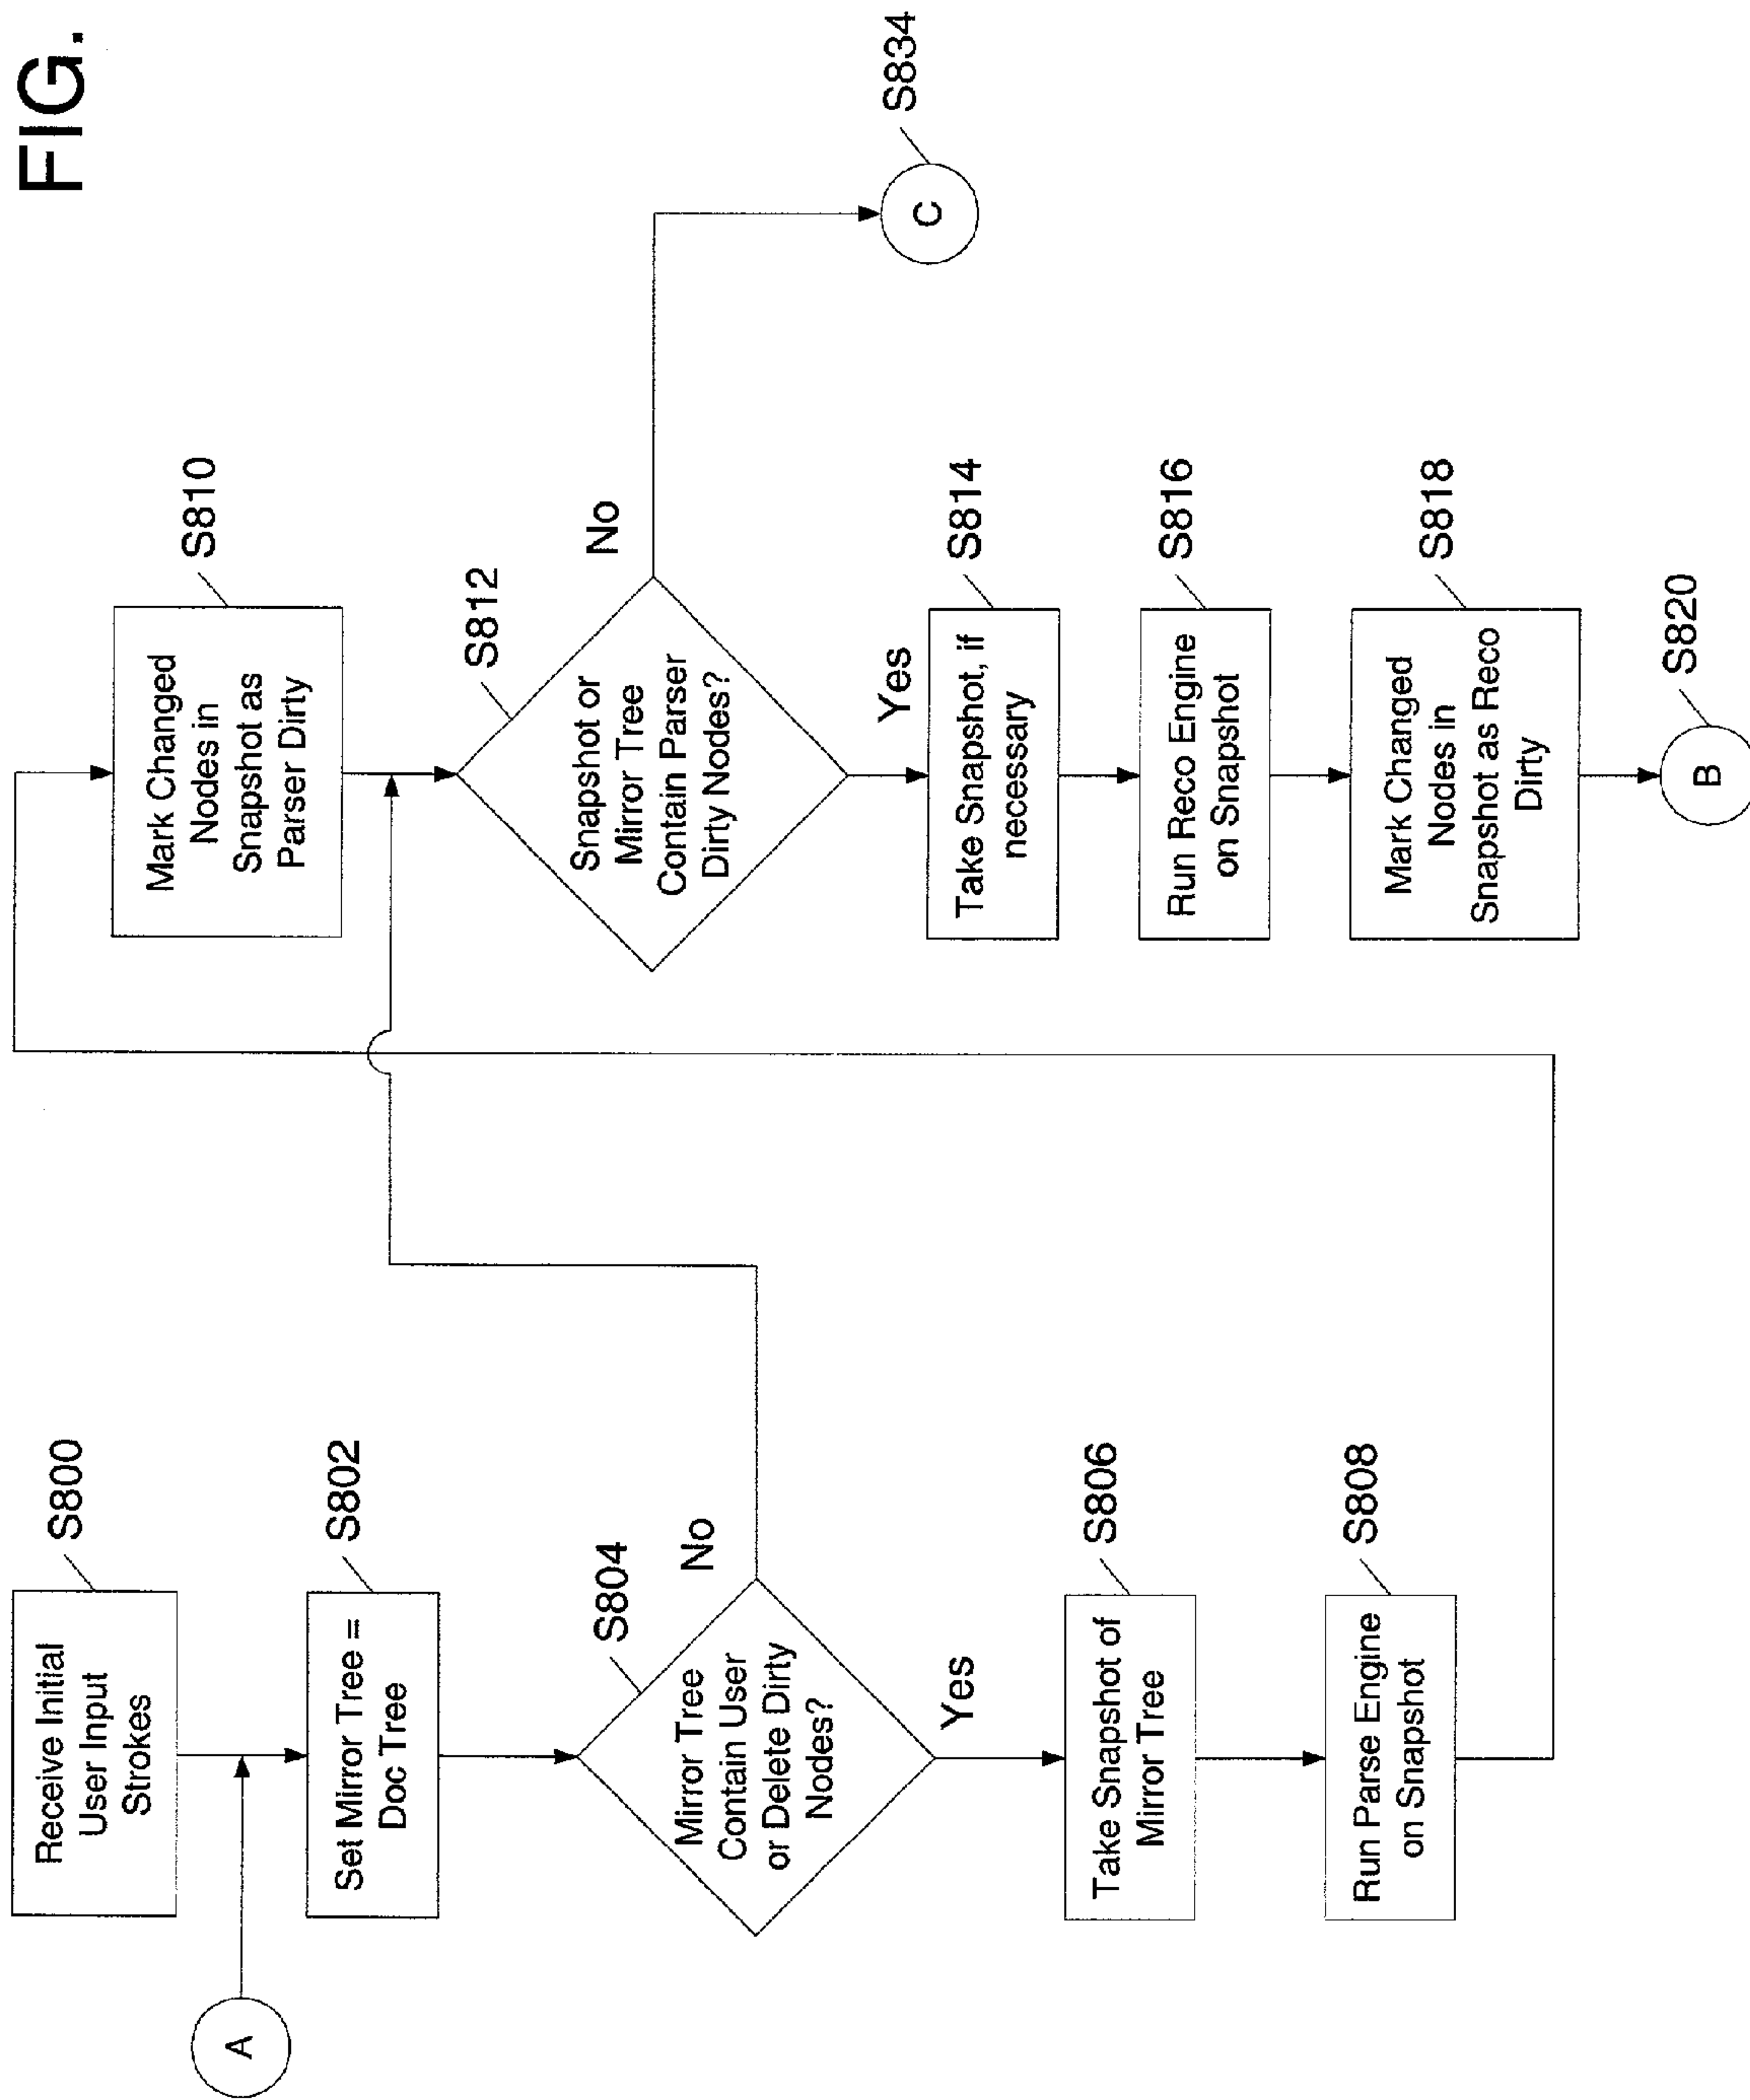 FIG.
Receive Initial
User Input
Strokes
S800
A
Set Mirror Tree =
Doc Tree
S802
Mirror Tree
Contain User
or Delete Dirty
Nodes?
S804
No
Yes
Take Snapshot of
Mirror Tree
S806
Run Parse Engine
on Snapshot
S808
Mark Changed
Nodes in
Snapshot as
Parser Dirty
S810
Snapshot or
Mirror Tree
Contain Parser
Dirty Nodes?
S812
No
C
S834
Yes
Take Snapshot, if
necessary
S814
Run Reco Engine
on Snapshot
S816
Mark Changed
Nodes in
Snapshot as Reco
Dirty
S818
B
S820